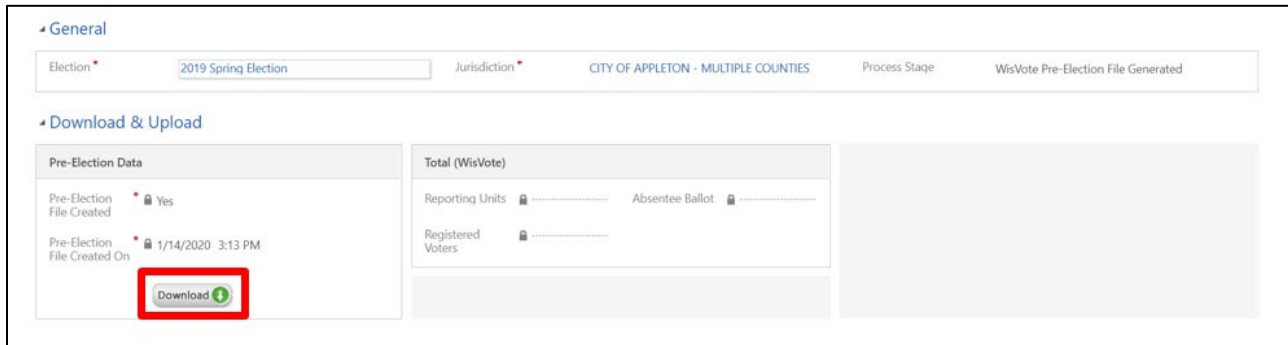 General
Election * 2019 Spring Election Jurisdiction * CITY OF APPLETON - MULTIPLE COUNTIES Process Stage WisVote Pre-Election File Generated
Download & Upload
Pre-Election Data Total (WisVote)
Pre-Election File Created * Yes Reporting Units Absentee Ballot
Pre-Election File Created On * 1/14/2020 3:13 PM Registered Voters
Download